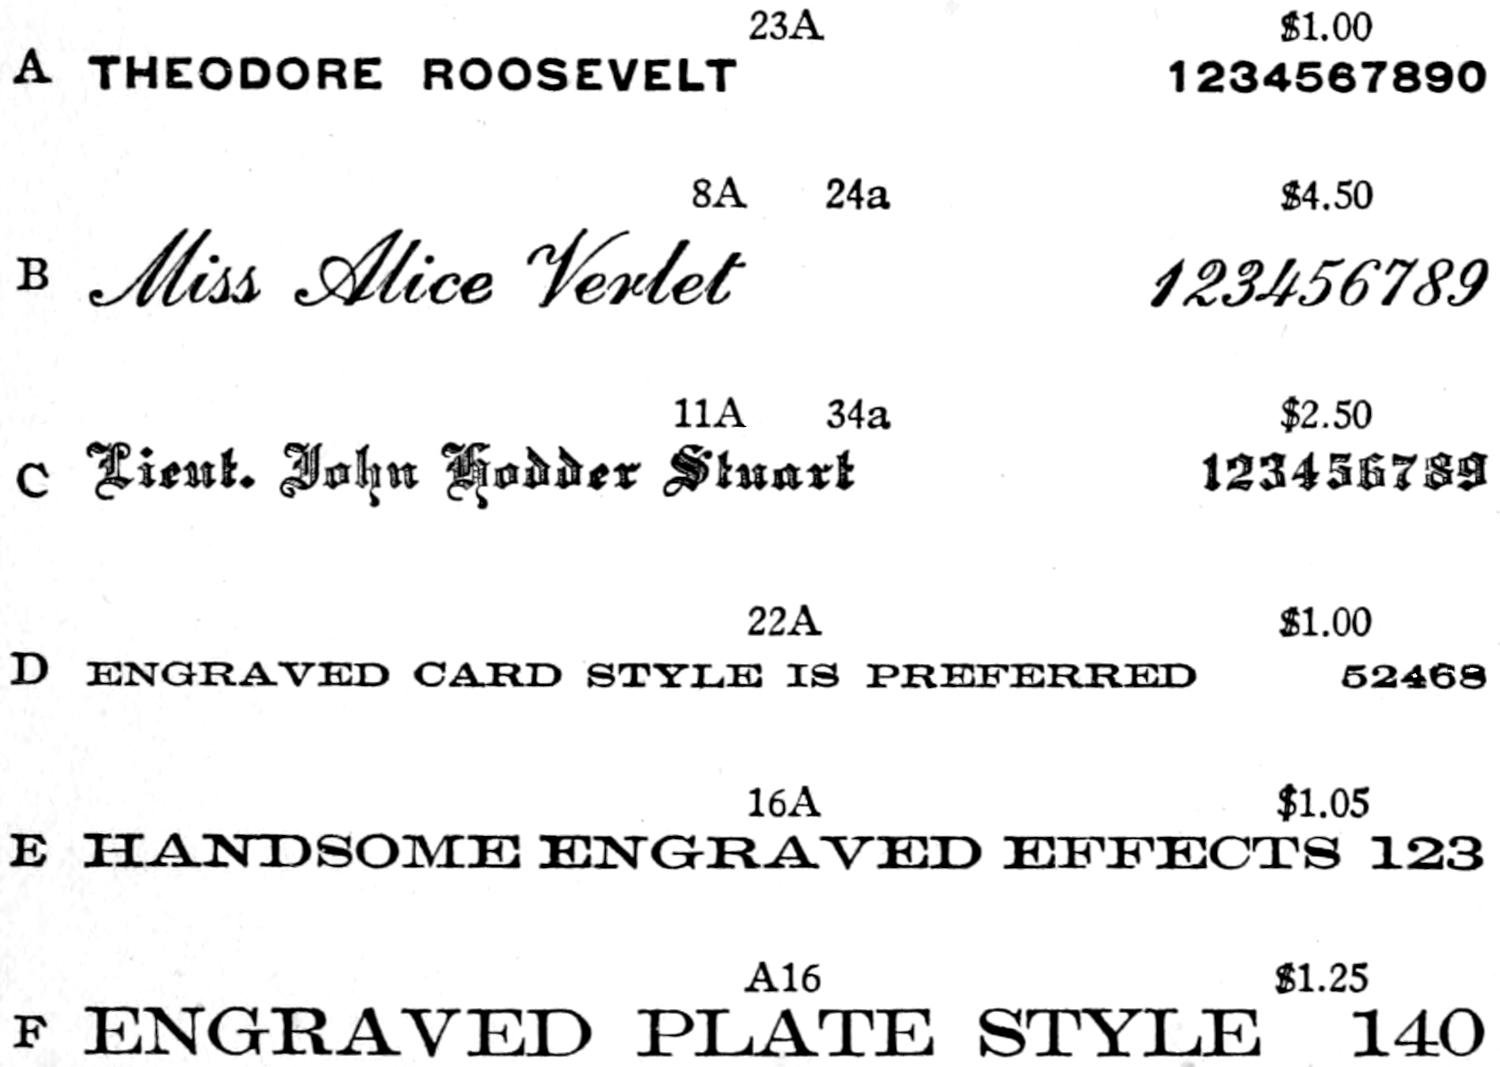 23A $1.00
A THEODORE ROOSEVELT 1234567890
8A 24a $4.50
B Miss Alice Verlet 123456789
11A 34a $2.50
C Lieut. John Hodder Stuart 123456789
22A $1.00
D ENGRAVED CARD STYLE IS PREFERRED 52468
16A $1.05
E HANDSOME ENGRAVED EFFECTS 123
A16 $1.25
F ENGRAVED PLATE STYLE 140